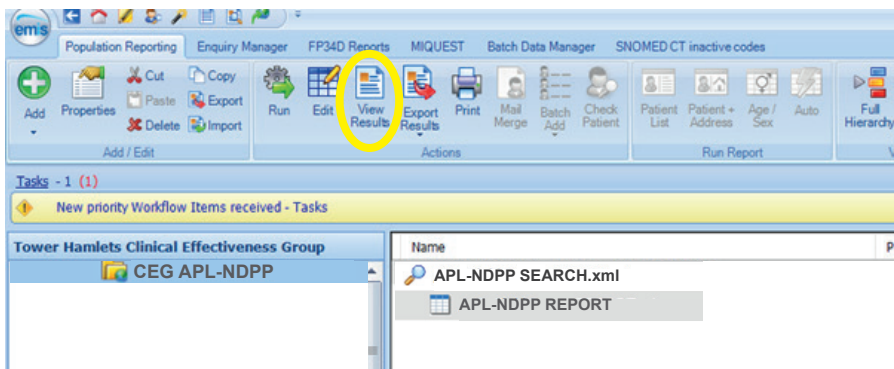 emis
Population Reporting Enquiry Manager FP34D Reports MIQUEST Batch Data Manager SNOMED CT inactive codes
Add Properties Cut Copy Paste Export Delete Import Run Edit View Results Export Results Print Mail Merge Batch Add Check Patient Patient List Patient + Address Age / Sex Auto Full Hierarchy
Add / Edit Actions Run Report V
Tasks - 1 (1)
New priority Workflow Items received - Tasks
Tower Hamlets Clinical Effectiveness Group Name P
CEG APL-NDPP APL-NDPP SEARCH.xml
APL-NDPP REPORT